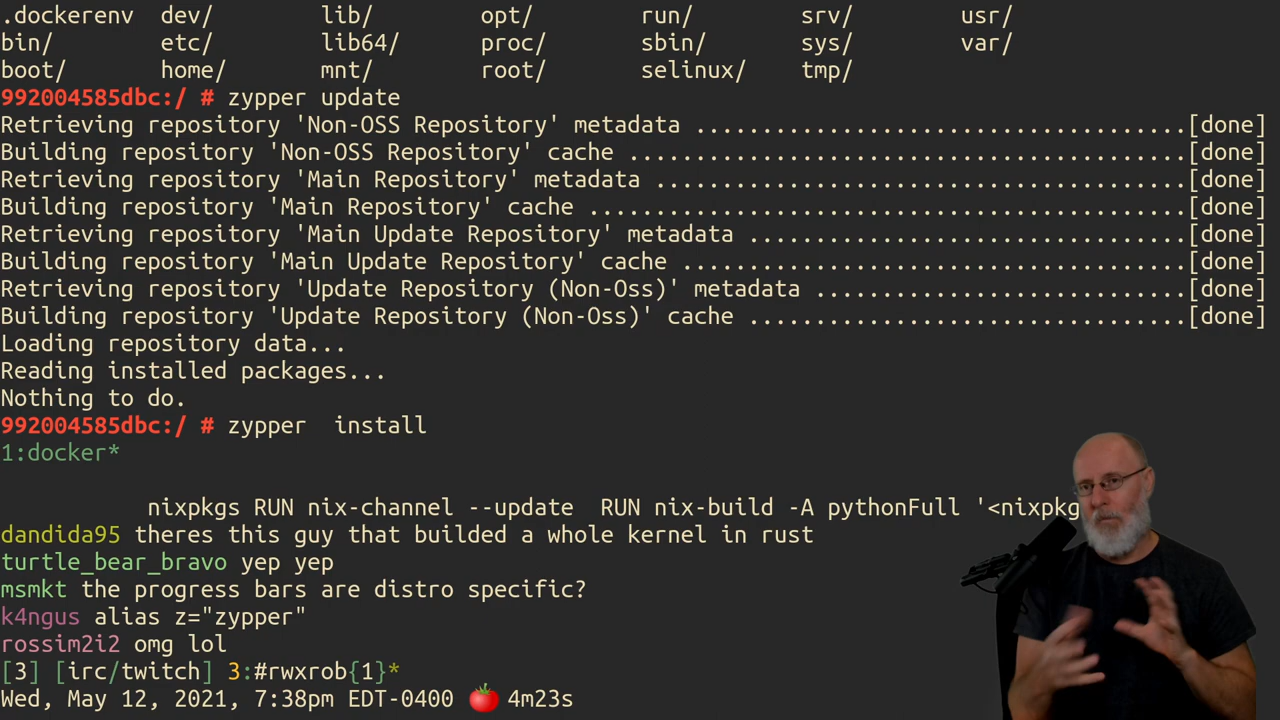 .dockerenv  dev/   lib/    opt/   run/      srv/  usr/
bin/        etc/   lib64/  proc/  sbin/     sys/  var/
boot/       home/  mnt/    root/  selinux/  tmp/
992004585dbc:/ # zypper update
Retrieving repository 'Non-OSS Repository' metadata .....................................[done]
Building repository 'Non-OSS Repository' cache ..........................................[done]
Retrieving repository 'Main Repository' metadata ........................................[done]
Building repository 'Main Repository' cache .............................................[done]
Retrieving repository 'Main Update Repository' metadata .................................[done]
Building repository 'Main Update Repository' cache ......................................[done]
Retrieving repository 'Update Repository (Non-Oss)' metadata ............................[done]
Building repository 'Update Repository (Non-Oss)' cache .................................[done]
Loading repository data...
Reading installed packages...
Nothing to do.
992004585dbc:/ # zypper  install
1:docker*
nixpkgs RUN nix-channel --update  RUN nix-build -A pythonFull '<nixpkg
dandida95 theres this guy that builded a whole kernel in rust
turtle_bear_bravo yep yep
msmkt the progress bars are distro specific?
k4ngus alias z="zypper"
rossim2i2 omg lol
[3] [irc/twitch] 3:#rwxrob{1}*
Wed, May 12, 2021, 7:38pm EDT-0400 🍅 4m23s